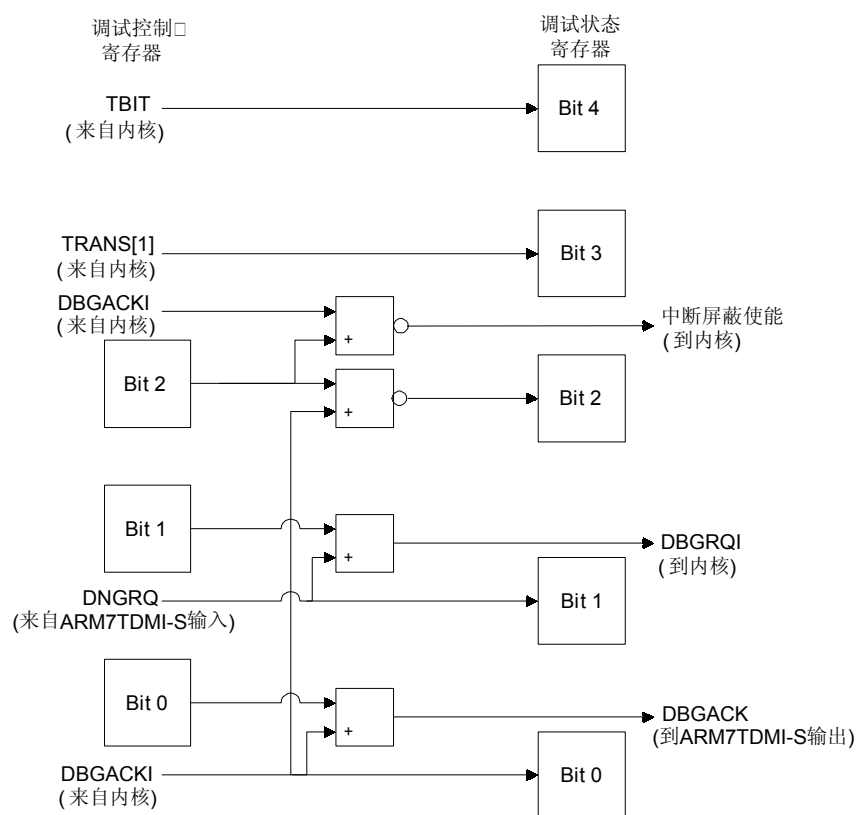 调试控制□
寄存器
调试状态
寄存器
TBIT
(来自内核)
Bit 4
TRANS[1]
(来自内核)
Bit 3
DBGACKI
(来自内核)
+
中断屏蔽使能
(到内核)
Bit 2
+
Bit 2
Bit 1
+
DBGRQI
(到内核)
DNGRQ
(来自ARM7TDMI-S输入)
Bit 1
Bit 0
+
DBGACK
(到ARM7TDMI-S输出)
DBGACKI
(来自内核)
Bit 0